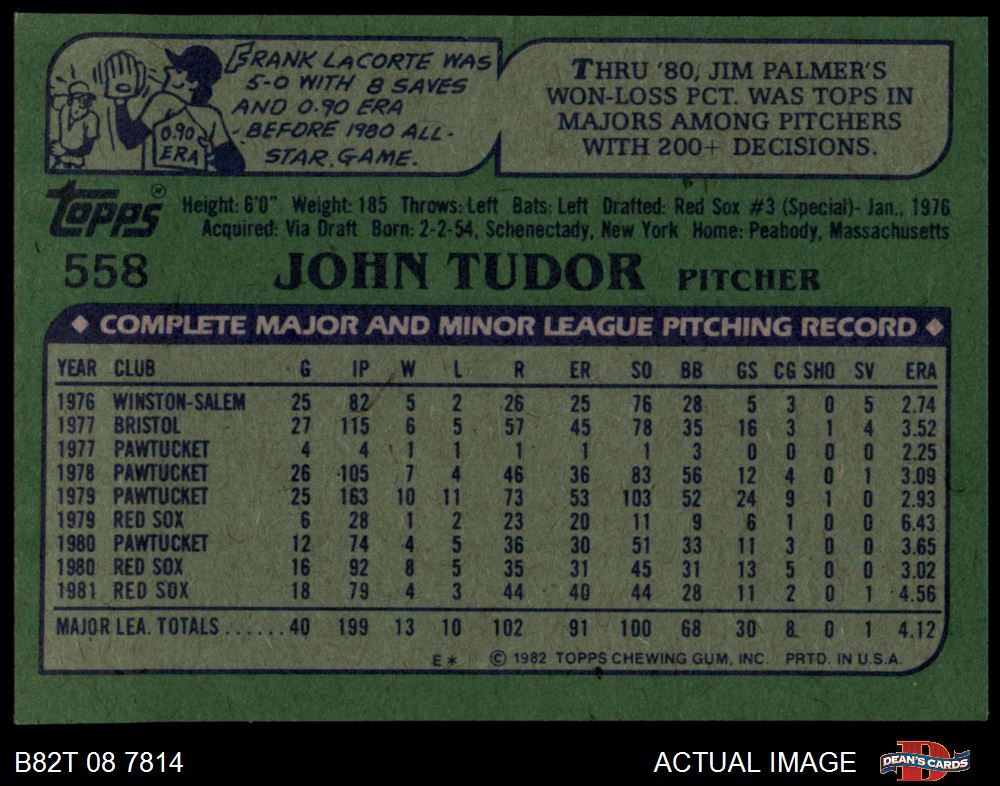 FRANK LACORTE WAS
5-0 WITH 8 SAVES
AND 0.90 ERA
BEFORE 1980 ALL-
STAR GAME.
0.90
ERA
THRU '80, JIM PALMER'S
WON-LOSS PCT. WAS TOPS IN
MAJORS AMONG PITCHERS
WITH 200+ DECISIONS.
topps®
Height: 6'0" Weight: 185 Throws: Left Bats: Left Drafted: Red Sox #3 (Special)- Jan., 1976
Acquired: Via Draft Born: 2-2-54, Schenectady, New York Home: Peabody, Massachusetts
558 JOHN TUDOR PITCHER
◆ COMPLETE MAJOR AND MINOR LEAGUE PITCHING RECORD ◆
YEAR CLUB G IP W L R ER SO BB GS CG SHO SV ERA
1976 WINSTON-SALEM 25 82 5 2 26 25 76 28 5 3 0 5 2.74
1977 BRISTOL 27 115 6 5 57 45 78 35 16 3 1 4 3.52
1977 PAWTUCKET 4 4 1 1 1 1 1 3 0 0 0 0 2.25
1978 PAWTUCKET 26 105 7 4 46 36 83 56 12 4 0 1 3.09
1979 PAWTUCKET 25 163 10 11 73 53 103 52 24 9 1 0 2.93
1979 RED SOX 6 28 1 2 23 20 11 9 6 1 0 0 6.43
1980 PAWTUCKET 12 74 4 5 36 30 51 33 11 3 0 0 3.65
1980 RED SOX 16 92 8 5 35 31 45 31 13 5 0 0 3.02
1981 RED SOX 18 79 4 3 44 40 44 28 11 2 0 1 4.56
MAJOR LEA. TOTALS ...... 40 199 13 10 102 91 100 68 30 8 0 1 4.12
E* © 1982 TOPPS CHEWING GUM, INC. PRTD. IN U.S.A.
B82T 08 7814 ACTUAL IMAGE DEAN'S CARDS